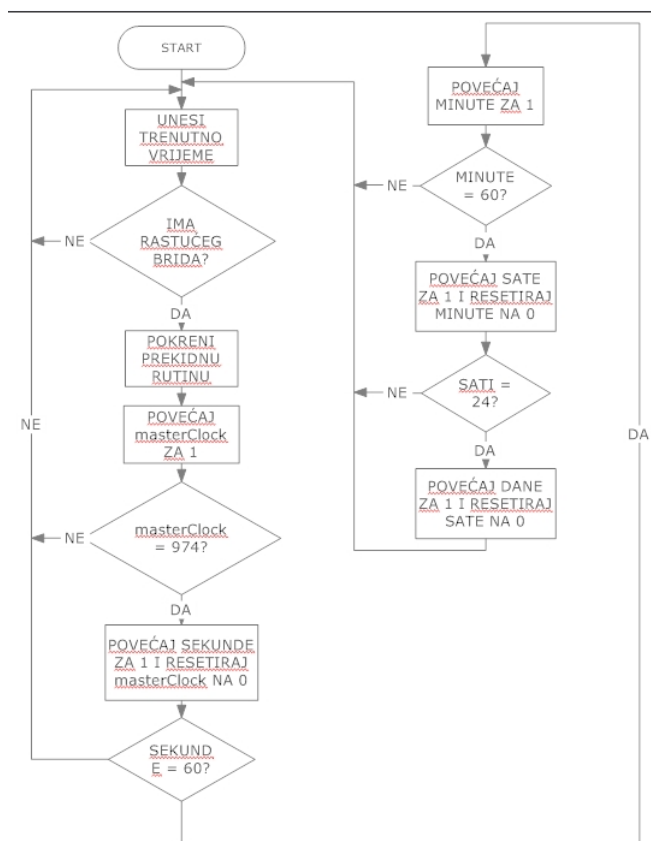 START
UNESI
TRENUTNO
VRIJEME
IMA
RASTUĆEG
BRIDA?
NE
DA
POKRENI
PREKIDNU
RUTINU
POVEĆAJ
masterClock
ZA 1
NE
masterClock
= 974?
NE
DA
POVEĆAJ SEKUNDE
ZA 1 I RESETIRAJ
masterClock NA 0
SEKUND
E = 60?
POVEĆAJ
MINUTE ZA 1
MINUTE
= 60?
NE
DA
POVEĆAJ SATE
ZA 1 I RESETIRAJ
MINUTE NA 0
SATI =
24?
NE
DA
DA
POVEĆAJ DANE
ZA 1 I RESETIRAJ
SATE NA 0